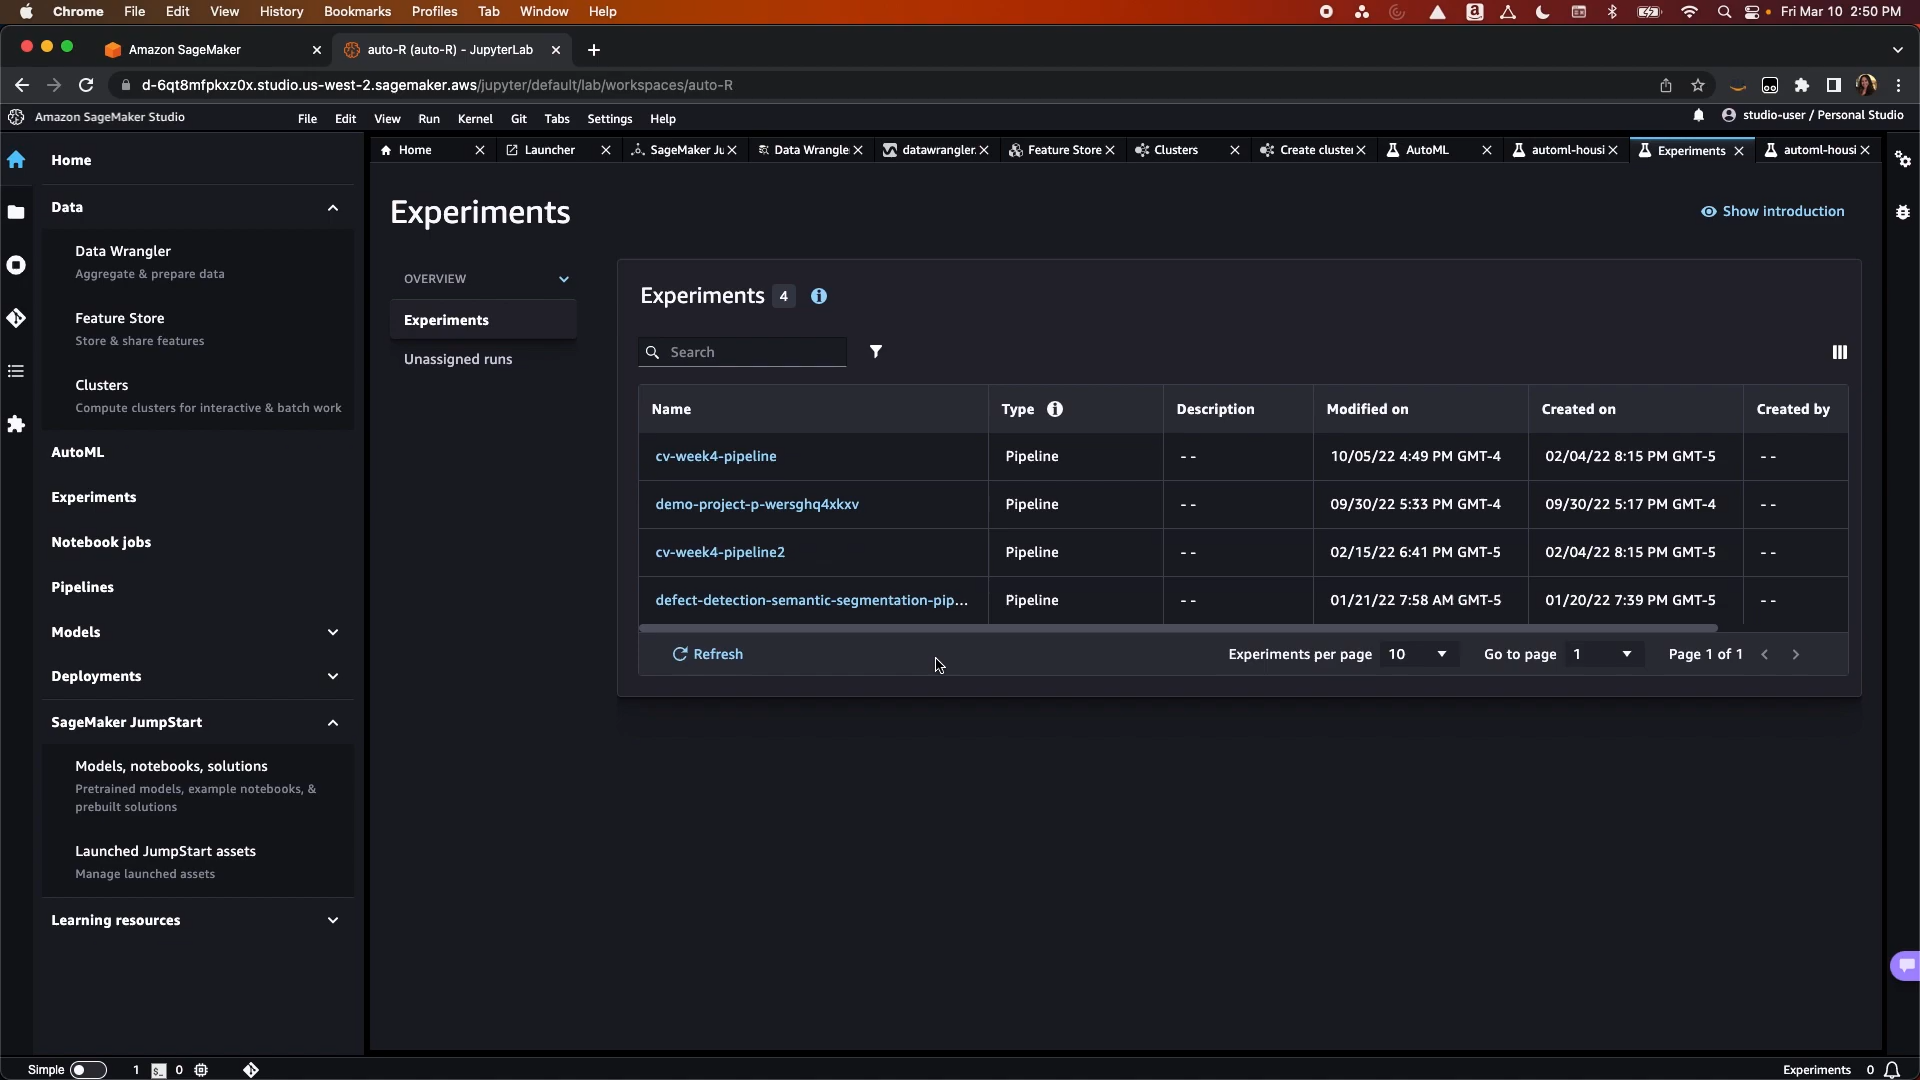 Chrome File Edit View History Bookmarks Profiles Tab Window Help Fri Mar 10 2:50 PM
Amazon SageMaker auto-R (auto-R) - JupyterLab
d-6qt8mfpkxz0x.studio.us-west-2.sagemaker.aws/jupyter/default/lab/workspaces/auto-R
Amazon SageMaker Studio File Edit View Run Kernel Git Tabs Settings Help studio-user / Personal Studio
Home Launcher SageMaker Ju Data Wrangle datawrangler. Feature Store Clusters Create cluster AutoML automl-housi Experiments automl-housi
Home
Data
Data Wrangler
Aggregate & prepare data
Feature Store
Store & share features
Clusters
Compute clusters for interactive & batch work
AutoML
Experiments
Notebook jobs
Pipelines
Models
Deployments
SageMaker JumpStart
Models, notebooks, solutions
Pretrained models, example notebooks, &
prebuilt solutions
Launched JumpStart assets
Manage launched assets
Learning resources
Experiments
Show introduction
OVERVIEW
Experiments
Unassigned runs
Experiments 4
Search
Name Type Description Modified on Created on Created by
cv-week4-pipeline Pipeline -- 10/05/22 4:49 PM GMT-4 02/04/22 8:15 PM GMT-5 --
demo-project-p-wersghq4xkxv Pipeline -- 09/30/22 5:33 PM GMT-4 09/30/22 5:17 PM GMT-4 --
cv-week4-pipeline2 Pipeline -- 02/15/22 6:41 PM GMT-5 02/04/22 8:15 PM GMT-5 --
defect-detection-semantic-segmentation-pip... Pipeline -- 01/21/22 7:58 AM GMT-5 01/20/22 7:39 PM GMT-5 --
Refresh Experiments per page 10 Go to page 1 Page 1 of 1
Simple 1 0 Experiments 0